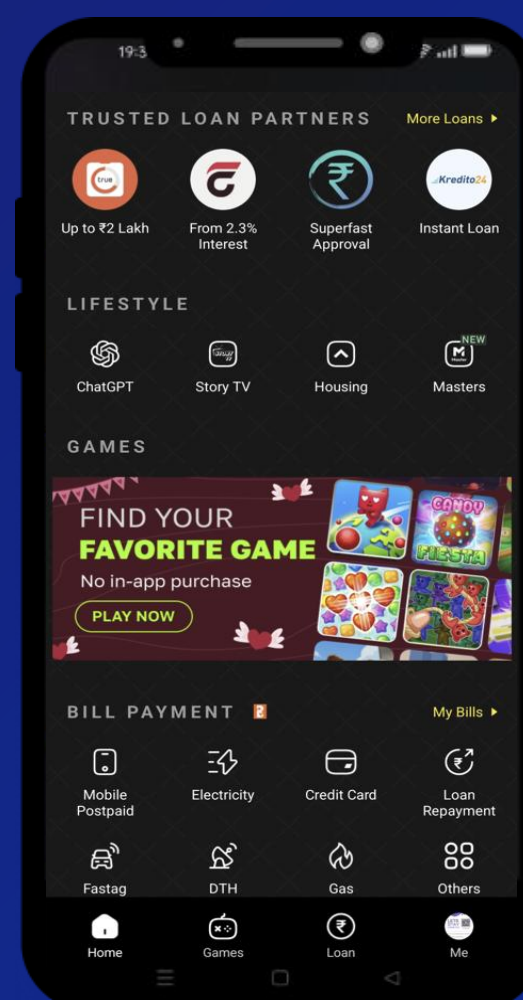 19:3
TRUSTED LOAN PARTNERS
More Loans
true
Kredito24
Up to ₹2 Lakh
From 2.3% Interest
Superfast Approval
Instant Loan
LIFESTYLE
NEW
ChatGPT
Story TV
Housing
Masters
GAMES
FIND YOUR
FAVORITE GAME
No in-app purchase
PLAY NOW
CANDY
FIESTA
BILL PAYMENT
My Bills
Mobile Postpaid
Electricity
Credit Card
Loan Repayment
Fastag
DTH
Gas
Others
Home
Games
Loan
Me